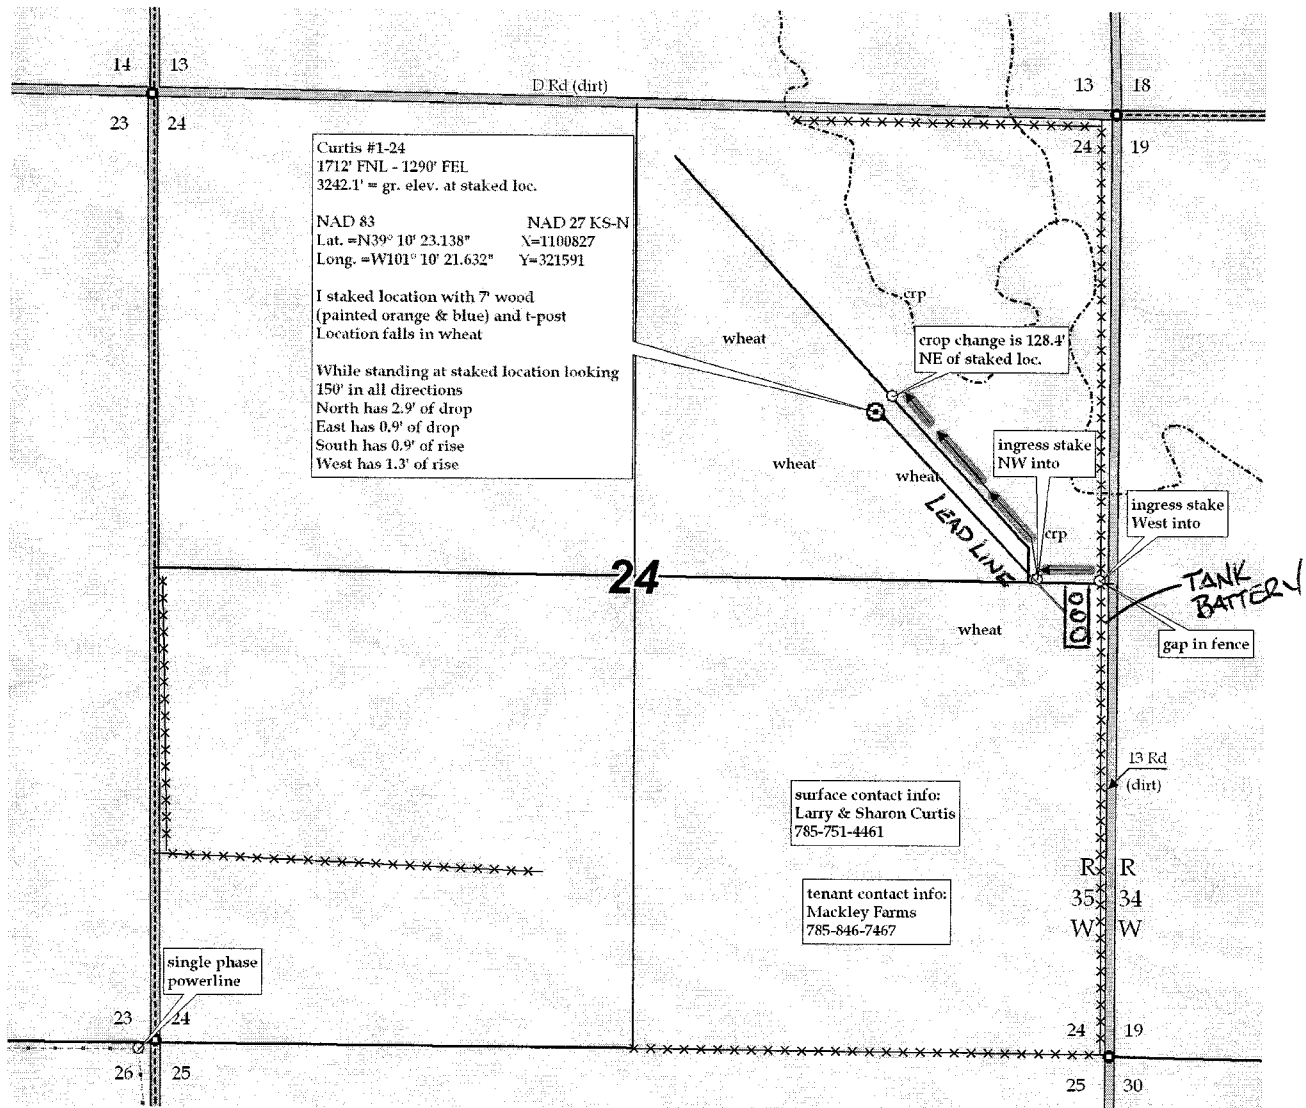 14 13
13 18
D Rd (dirt)
23 24
24 19
Curtis #1-24
1712' FNL - 1290' FEL
3242.1' = gr. elev. at staked loc.
NAD 83 NAD 27 KS-N
Lat. =N39° 10' 23.138" X=1100827
Long. =W101° 10' 21.632" Y=321591
I staked location with 7' wood
(painted orange & blue) and t-post
Location falls in wheat
While standing at staked location looking
150' in all directions
North has 2.9' of drop
East has 0.9' of drop
South has 0.9' of rise
West has 1.3' of rise
crp
wheat
crop change is 128.4'
NE of staked loc.
ingress stake
NW into
wheat
wheat
ingress stake
West into
LEAD LINE
crp
24
TANK
BATTERY
wheat
gap in fence
13 Rd
(dirt)
surface contact info:
Larry & Sharon Curtis
785-751-4461
R R
35 34
W W
tenant contact info:
Mackley Farms
785-846-7467
single phase
powerline
23 24
24 19
26 25
25 30